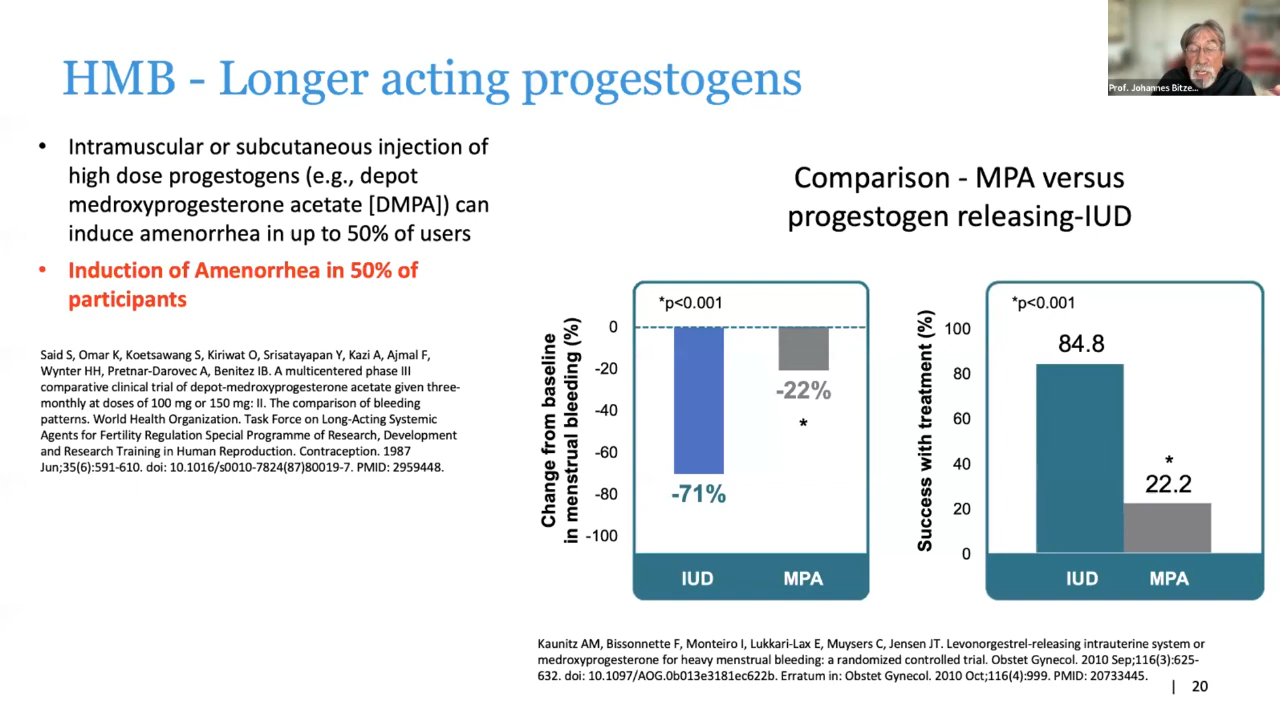 HMB - Longer acting progestogens
Prof. Johannes Bitze...
• Intramuscular or subcutaneous injection of
high dose progestogens (e.g., depot
medroxyprogesterone acetate [DMPA]) can
induce amenorrhea in up to 50% of users
• Induction of Amenorrhea in 50% of
participants
Said S, Omar K, Koetsawang S, Kiriwat O, Srisatayapan Y, Kazi A, Ajmal F,
Wynter HH, Pretnar-Darovec A, Benitez IB. A multicentered phase III
comparative clinical trial of depot-medroxyprogesterone acetate given three-
monthly at doses of 100 mg or 150 mg: II. The comparison of bleeding
patterns. World Health Organization. Task Force on Long-Acting Systemic
Agents for Fertility Regulation Special Programme of Research, Development
and Research Training in Human Reproduction. Contraception. 1987
Jun;35(6):591-610. doi: 10.1016/s0010-7824(87)80019-7. PMID: 2959448.
Comparison - MPA versus
progestogen releasing-IUD
Change from baseline
in menstrual bleeding (%)
*p<0.001
0
-20
-40
-60
-80
-100
-71%
-22%
*
IUD
MPA
Success with treatment (%)
*p<0.001
100
80
60
40
20
0
84.8
*
22.2
IUD
MPA
Kaunitz AM, Bissonnette F, Monteiro I, Lukkari-Lax E, Muysers C, Jensen JT. Levonorgestrel-releasing intrauterine system or
medroxyprogesterone for heavy menstrual bleeding: a randomized controlled trial. Obstet Gynecol. 2010 Sep;116(3):625-
632. doi: 10.1097/AOG.0b013e3181ec622b. Erratum in: Obstet Gynecol. 2010 Oct;116(4):999. PMID: 20733445.
| 20